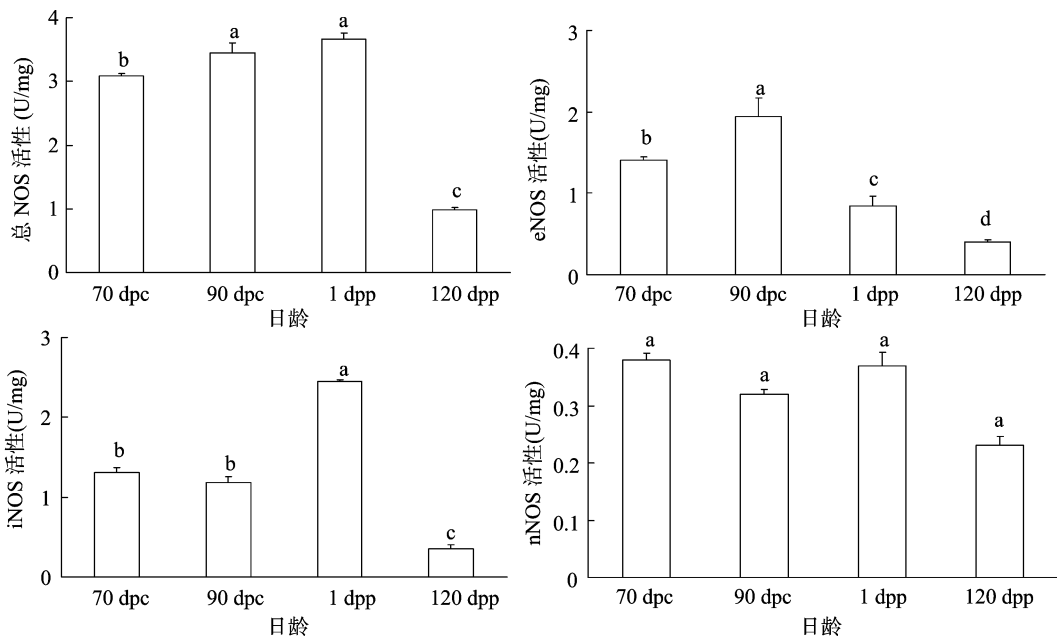 总 NOS 活性 (U/mg)
4
3
2
1
0
b
a
a
c
70 dpc 90 dpc 1 dpp 120 dpp
日龄
eNOS 活性(U/mg)
3
2
1
0
b
a
c
d
70 dpc 90 dpc 1 dpp 120 dpp
日龄
iNOS 活性(U/mg)
3
2
1
0
b
b
a
c
70 dpc 90 dpc 1 dpp 120 dpp
日龄
nNOS 活性(U/mg)
0.4
0.3
0.2
0.1
0
a
a
a
a
70 dpc 90 dpc 1 dpp 120 dpp
日龄